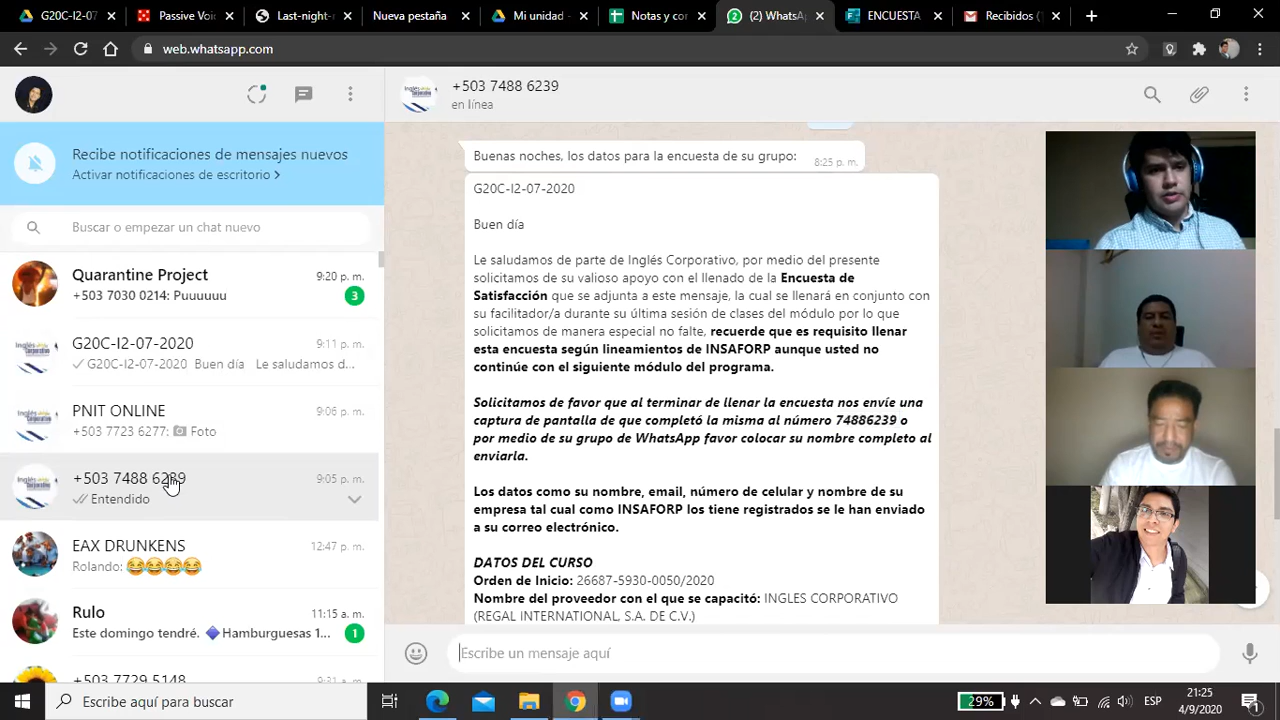 G20C-I2-07-2020
Passive Voi
Last-night-
Nueva pestaña
Mi unidad -
Notas y cor
(2) WhatsAp
ENCUESTA
Recibidos (1
web.whatsapp.com
+503 7488 6239
en línea
Recibe notificaciones de mensajes nuevos
Activar notificaciones de escritorio >
Buscar o empezar un chat nuevo
Quarantine Project
9:20 p. m.
+503 7030 0214: Puuuuuu
3
G20C-I2-07-2020
9:11 p. m.
G20C-I2-07-2020 Buen día Le saludamos d...
PNIT ONLINE
9:06 p. m.
+503 7723 6277: Foto
+503 7488 6239
9:05 p. m.
Entendido
EAX DRUNKENS
12:47 p. m.
Rolando: 😂😂😂😂
Rulo
11:15 a. m.
Este domingo tendré. 🔷Hamburguesas 1...
1
+503 7729 5148
9:31 a. m.
Buenas noches, los datos para la encuesta de su grupo:
8:25 p. m.
G20C-I2-07-2020
Buen día
Le saludamos de parte de Inglés Corporativo, por medio del presente
solicitamos de su valioso apoyo con el llenado de la Encuesta de
Satisfacción que se adjunta a este mensaje, la cual se llenará en conjunto con
su facilitador/a durante su última sesión de clases del módulo por lo que
solicitamos de manera especial no falte, recuerde que es requisito llenar
esta encuesta según lineamientos de INSAFORP aunque usted no
continúe con el siguiente módulo del programa.
Solicitamos de favor que al terminar de llenar la encuesta nos envíe una
captura de pantalla de que completó la misma al número 74886239 o
por medio de su grupo de WhatsApp favor colocar su nombre completo al
enviarla.
Los datos como su nombre, email, número de celular y nombre de su
empresa tal cual como INSAFORP los tiene registrados se le han enviado
a su correo electrónico.
DATOS DEL CURSO
Orden de Inicio: 26687-5930-0050/2020
Nombre del proveedor con el que se capacitó: INGLES CORPORATIVO
(REGAL INTERNATIONAL, S.A. DE C.V.)
Escribe un mensaje aquí
Escribe aquí para buscar
29%
ESP
21:25
4/9/2020
1